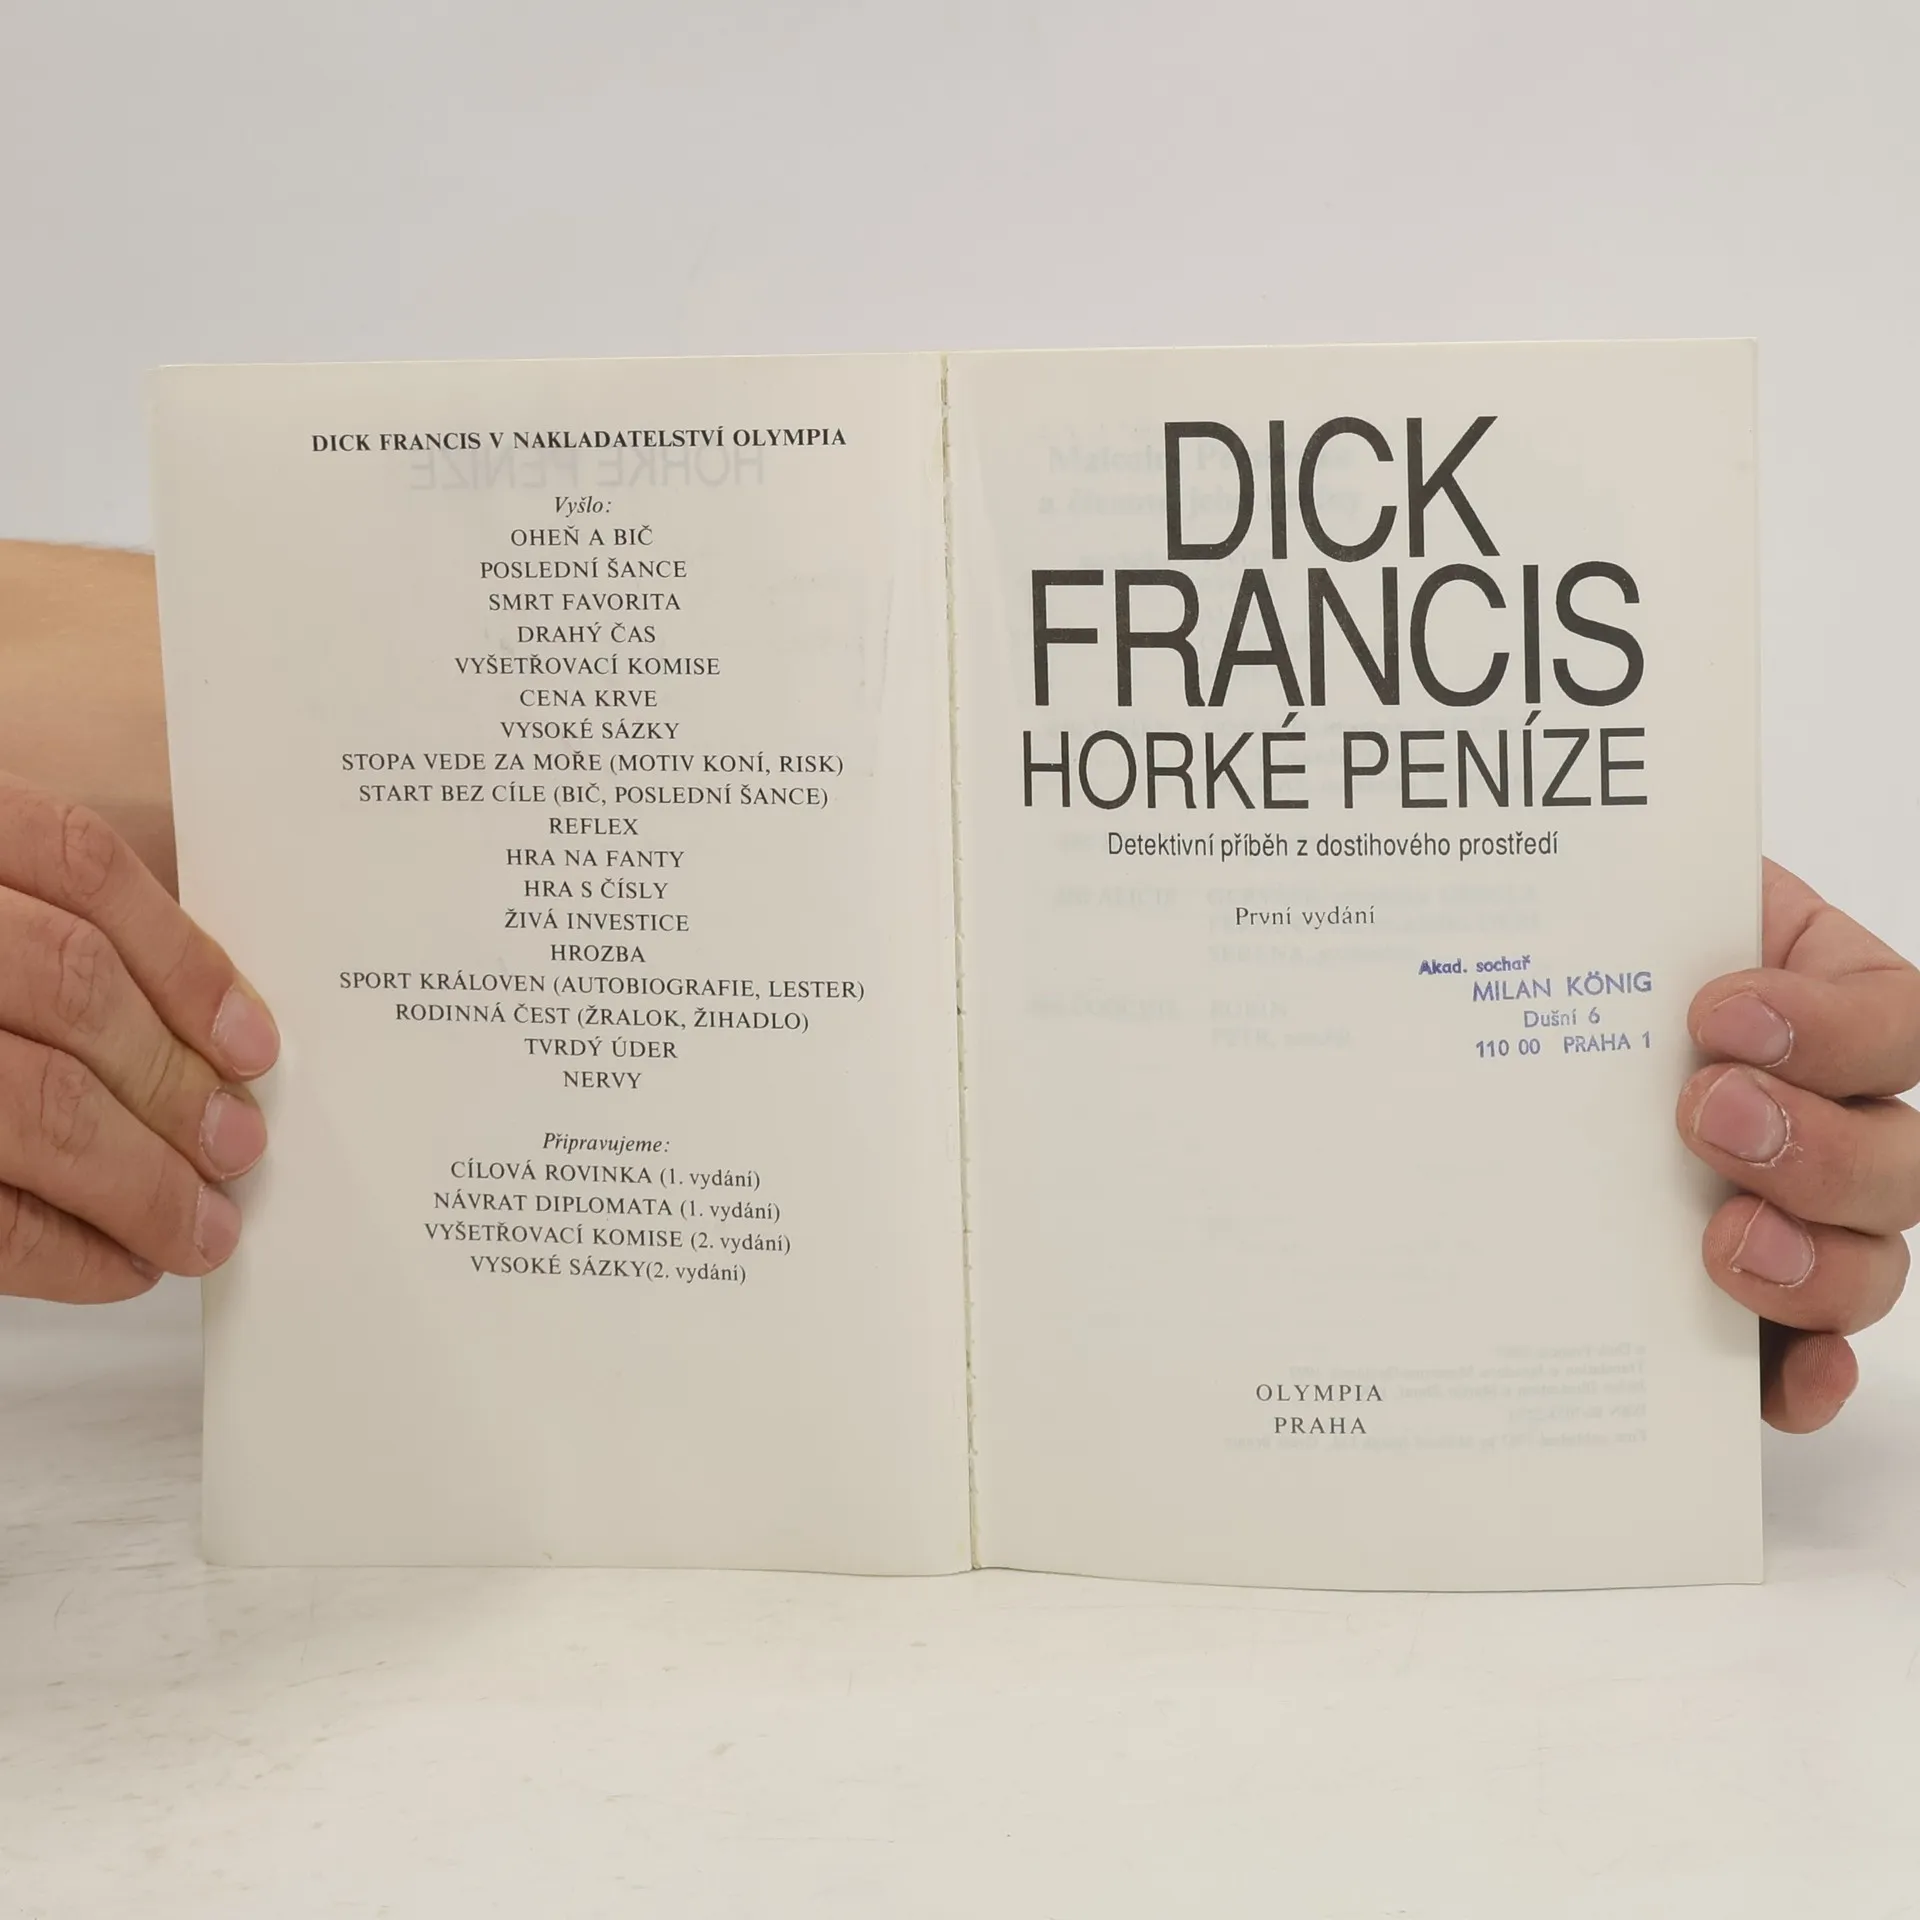 DICK FRANCIS V NAKLADATELSTVÍ OLYMPIA
Vyšlo:
OHEŇ A BIČ
POSLEDNÍ ŠANCE
SMRT FAVORITA
DRAHÝ ČAS
VYŠETŘOVACÍ KOMISE
CENA KRVE
VYSOKÉ SÁZKY
STOPA VEDE ZA MOŘE (MOTIV KONÍ, RISK)
START BEZ CÍLE (BIČ, POSLEDNÍ ŠANCE)
REFLEX
HRA NA FANTY
HRA S ČÍSLY
ŽIVÁ INVESTICE
HROZBA
SPORT KRÁLOVEN (AUTOBIOGRAFIE, LESTER)
RODINNÁ ČEST (ŽRALOK, ŽIHADLO)
TVRDÝ ÚDER
NERVY
Připravujeme:
CÍLOVÁ ROVINKA (1. vydání)
NÁVRAT DIPLOMATA (1. vydání)
VYŠETŘOVACÍ KOMISE (2. vydání)
VYSOKÉ SÁZKY(2. vydání)
DICK
FRANCIS
HORKÉ PENÍZE
Detektivní příběh z dostihového prostředí
První vydání
Akad. sochař
MILAN KÖNIG
Dušní 6
110 00 PRAHA 1
OLYMPIA
PRAHA